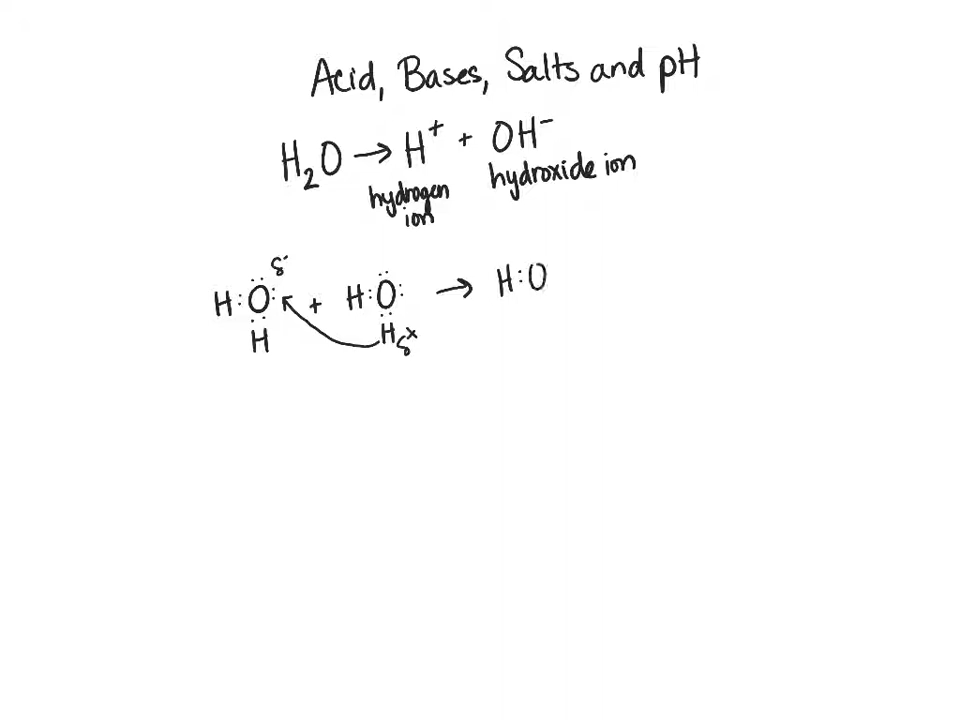 Acid, Bases, Salts and pH
H₂O → H⁺ + OH⁻
hydrogen ion
hydroxide ion
δ⁻
H:O: + H:O: → H:O
H H δ⁺